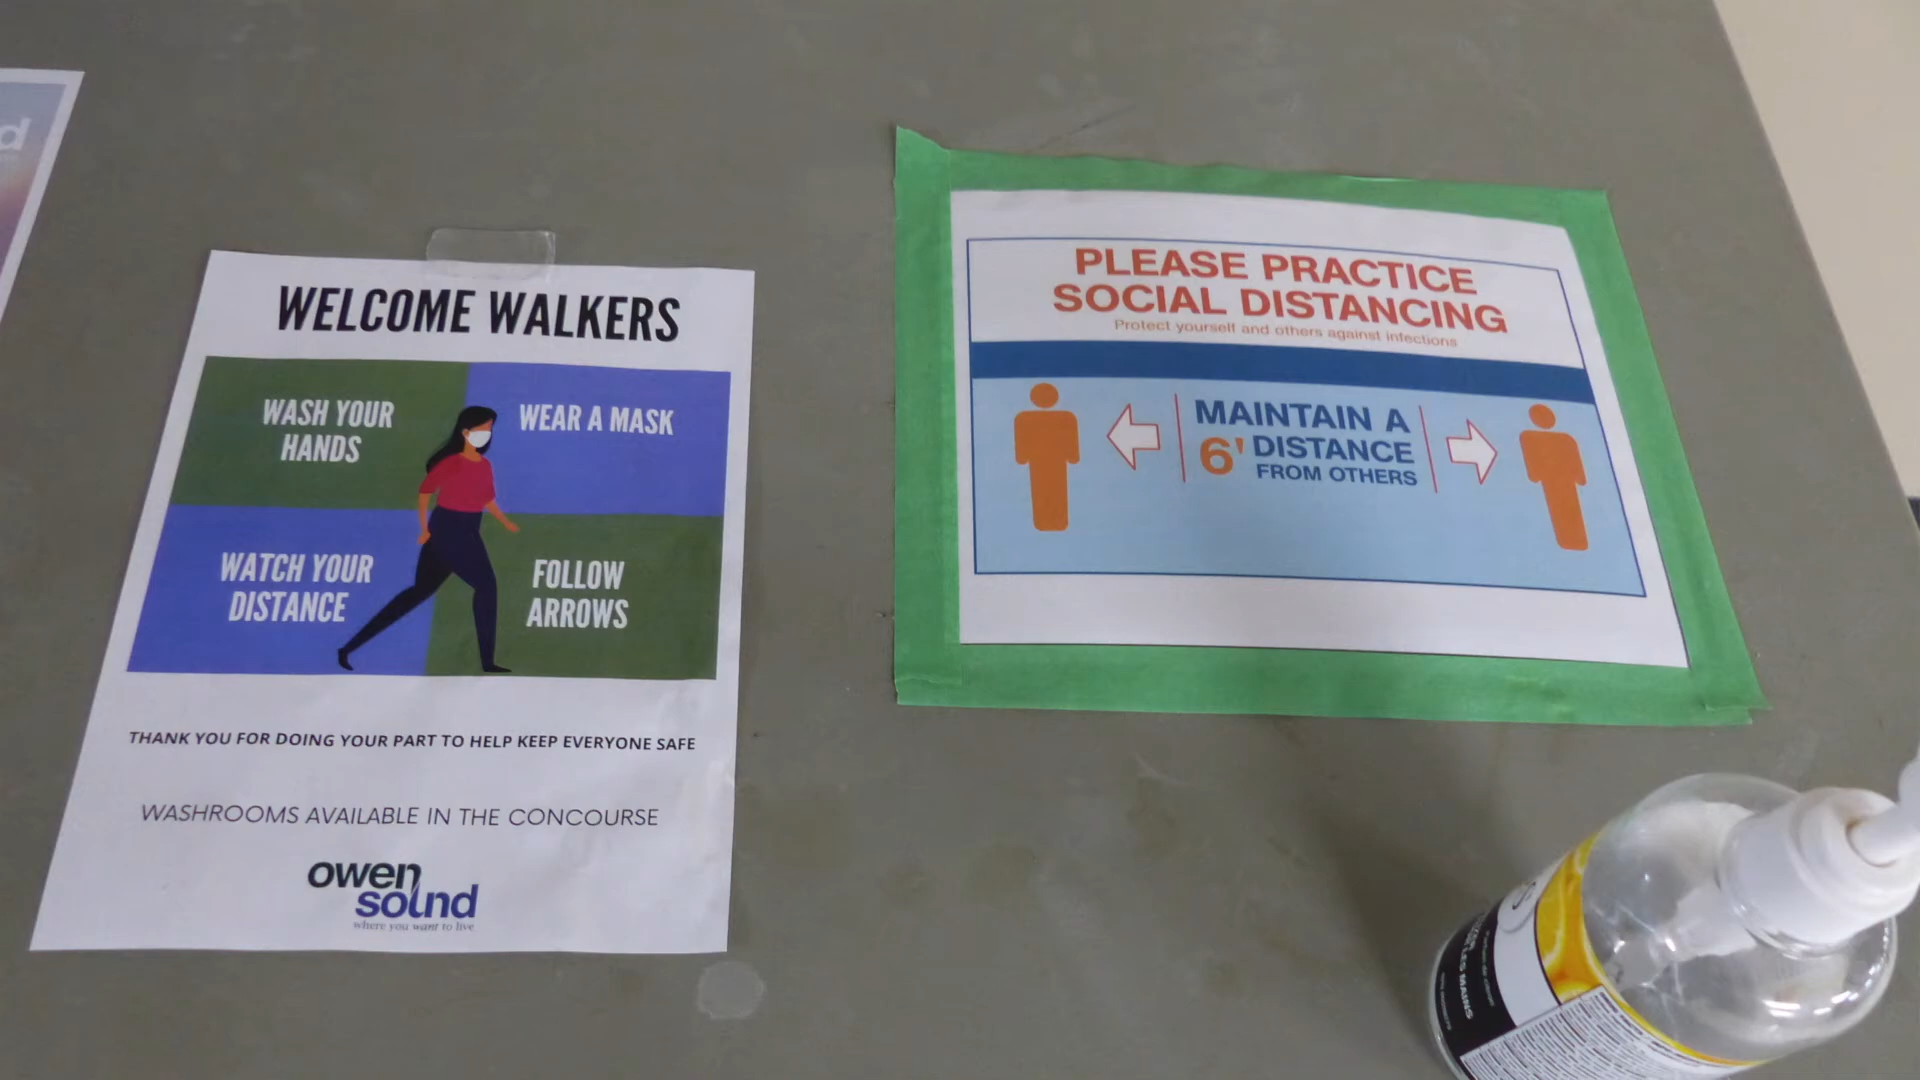 d
WELCOME WALKERS
WASH YOUR
HANDS
WEAR A MASK
WATCH YOUR
DISTANCE
FOLLOW
ARROWS
THANK YOU FOR DOING YOUR PART TO HELP KEEP EVERYONE SAFE
WASHROOMS AVAILABLE IN THE CONCOURSE
owen
sound
where you want to live
PLEASE PRACTICE
SOCIAL DISTANCING
Protect yourself and others against infections
MAINTAIN A
6' DISTANCE
FROM OTHERS
LES MAINS